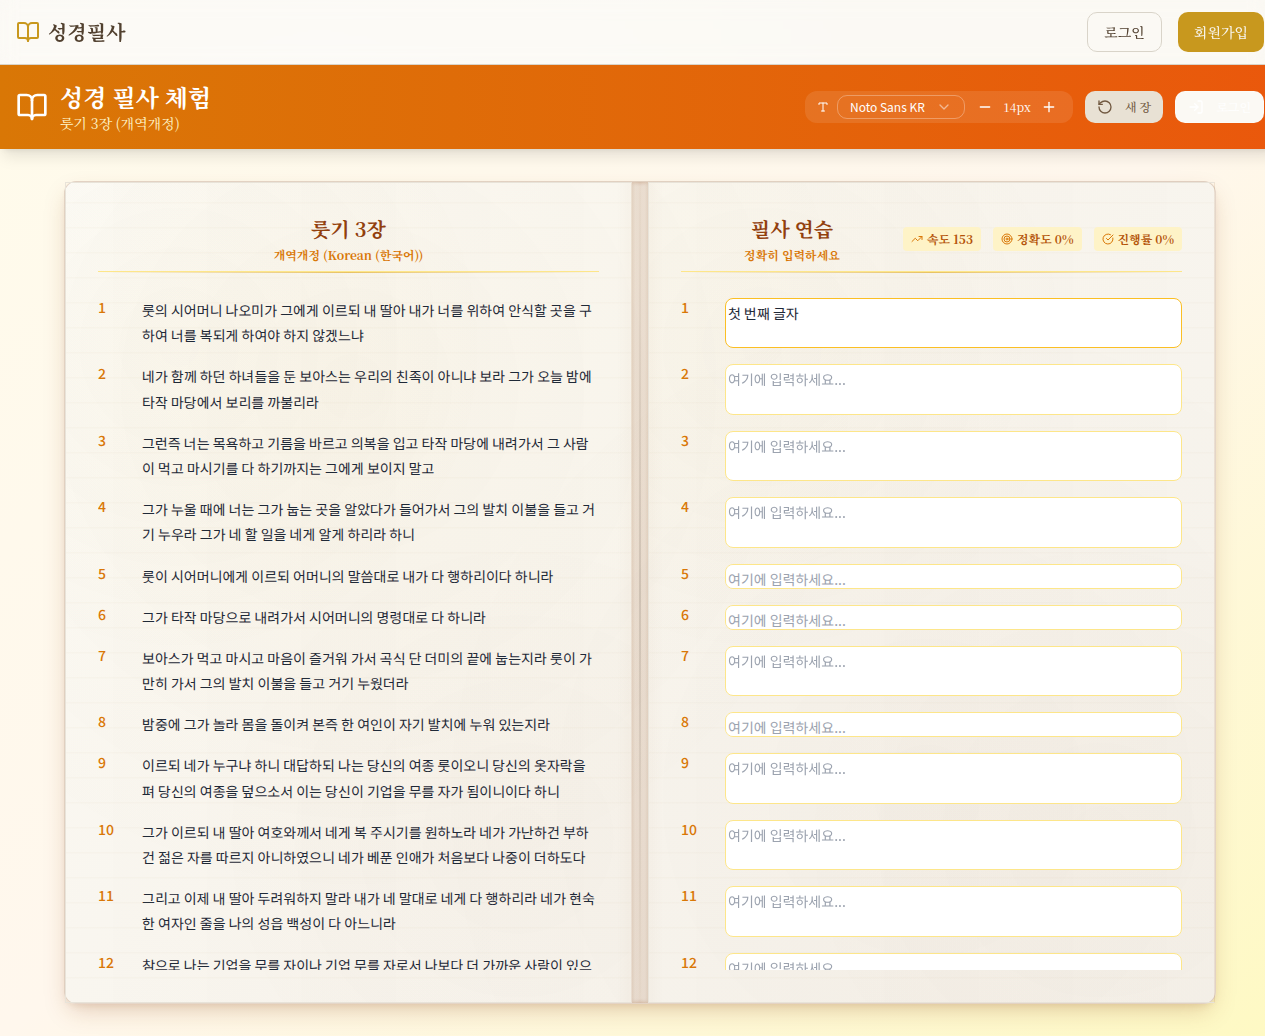 성경필사
로그인
회원가입
성경 필사 체험
룻기 3장 (개역개정)
Noto Sans KR
14px
새 장
룻기 3장
개역개정 (Korean (한국어))
1 룻의 시어머니 나오미가 그에게 이르되 내 딸아 내가 너를 위하여 안식할 곳을 구
하여 너를 복되게 하여야 하지 않겠느냐
2 네가 함께 하던 하녀들을 둔 보아스는 우리의 친족이 아니냐 보라 그가 오늘 밤에
타작 마당에서 보리를 까불리라
3 그런즉 너는 목욕하고 기름을 바르고 의복을 입고 타작 마당에 내려가서 그 사람
이 먹고 마시기를 다 하기까지는 그에게 보이지 말고
4 그가 누울 때에 너는 그가 눕는 곳을 알았다가 들어가서 그의 발치 이불을 들고 거
기 누우라 그가 네 할 일을 네게 알게 하리라 하니
5 룻이 시어머니에게 이르되 어머니의 말씀대로 내가 다 행하리이다 하니라
6 그가 타작 마당으로 내려가서 시어머니의 명령대로 다 하니라
7 보아스가 먹고 마시고 마음이 즐거워 가서 곡식 단 더미의 끝에 눕는지라 룻이 가
만히 가서 그의 발치 이불을 들고 거기 누웠더라
8 밤중에 그가 놀라 몸을 돌이켜 본즉 한 여인이 자기 발치에 누워 있는지라
9 이르되 네가 누구냐 하니 대답하되 나는 당신의 여종 룻이오니 당신의 옷자락을
펴 당신의 여종을 덮으소서 이는 당신이 기업을 무를 자가 됨이니이다 하니
10 그가 이르되 내 딸아 여호와께서 네게 복 주시기를 원하노라 네가 가난하건 부하
건 젊은 자를 따르지 아니하였으니 네가 베푼 인애가 처음보다 나중이 더하도다
11 그리고 이제 내 딸아 두려워하지 말라 내가 네 말대로 네게 다 행하리라 네가 현숙
한 여자인 줄을 나의 성읍 백성이 다 아느니라
12 참으로 나는 기업을 무를 자이나 기업 무를 자로서 나보다 더 가까운 사람이 있으
필사 연습
정확히 입력하세요
속도 153
정확도 0%
진행률 0%
1 첫 번째 글자
2 여기에 입력하세요...
3 여기에 입력하세요...
4 여기에 입력하세요...
5 여기에 입력하세요...
6 여기에 입력하세요...
7 여기에 입력하세요...
8 여기에 입력하세요...
9 여기에 입력하세요...
10 여기에 입력하세요...
11 여기에 입력하세요...
12 여기에 입력하세요...